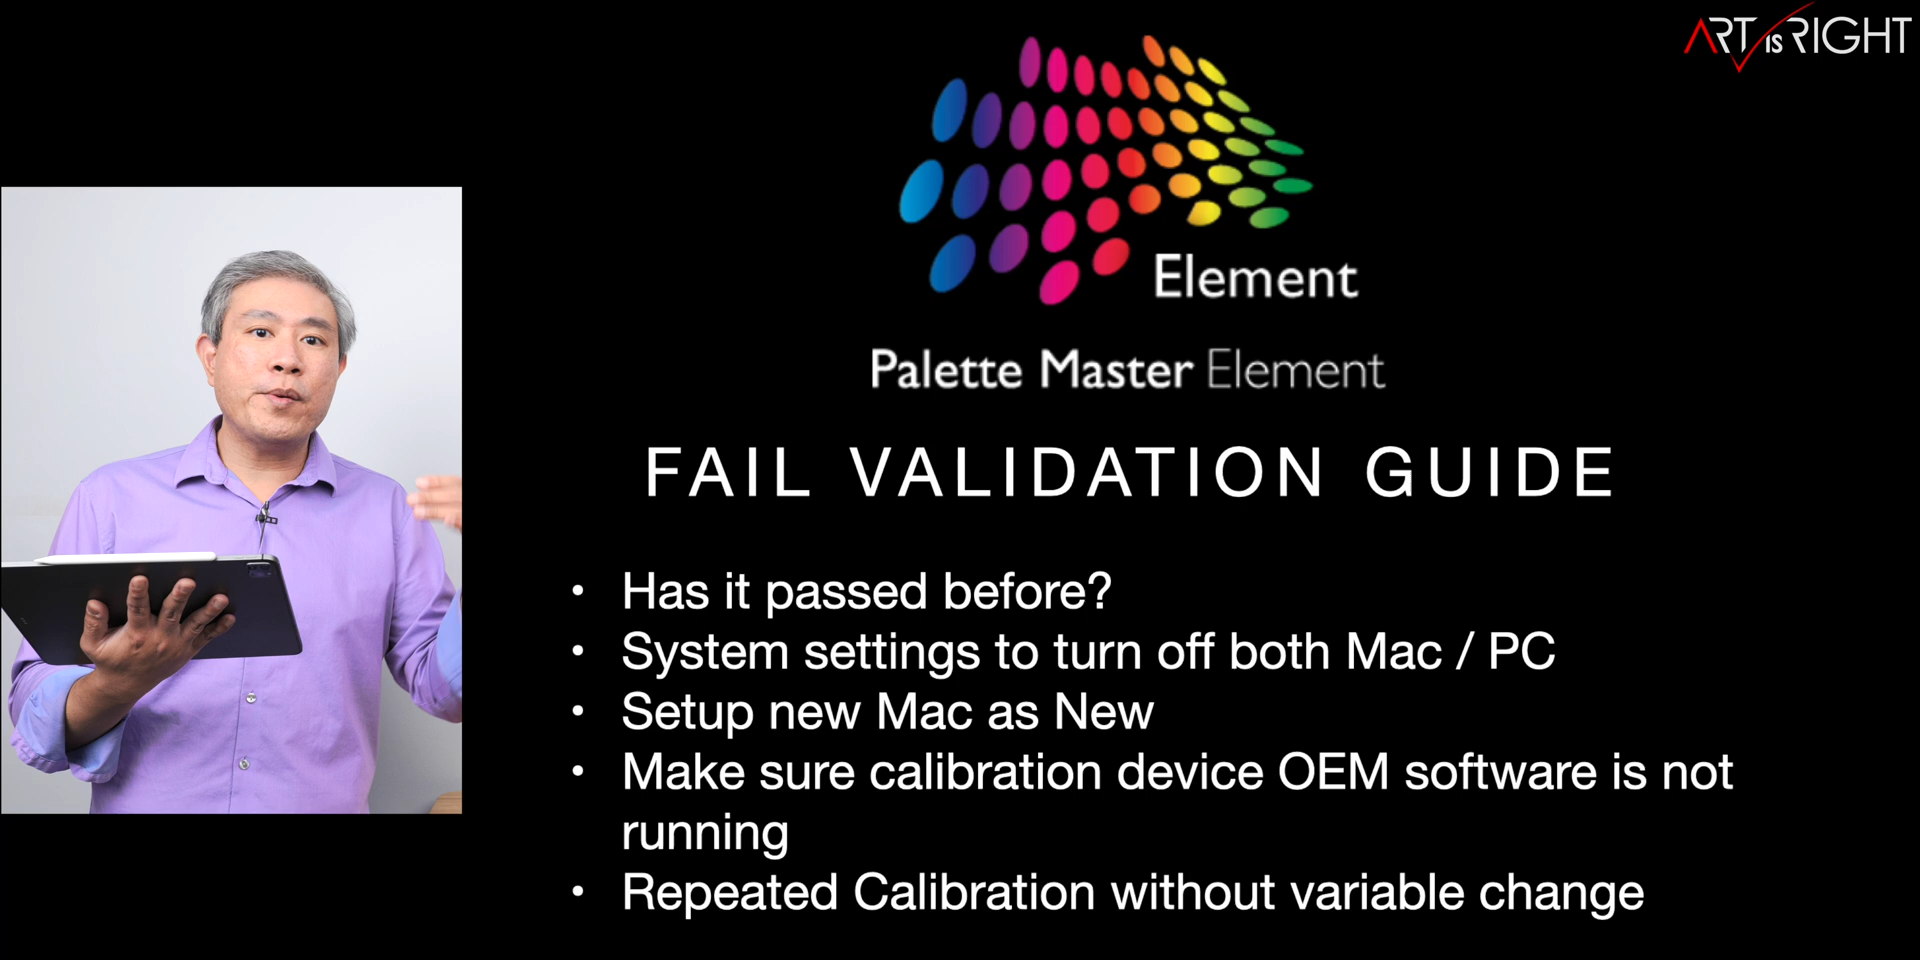 ART IS RIGHT
Element
Palette Master Element
FAIL VALIDATION GUIDE
• Has it passed before?
• System settings to turn off both Mac / PC
• Setup new Mac as New
• Make sure calibration device OEM software is not
running
• Repeated Calibration without variable change